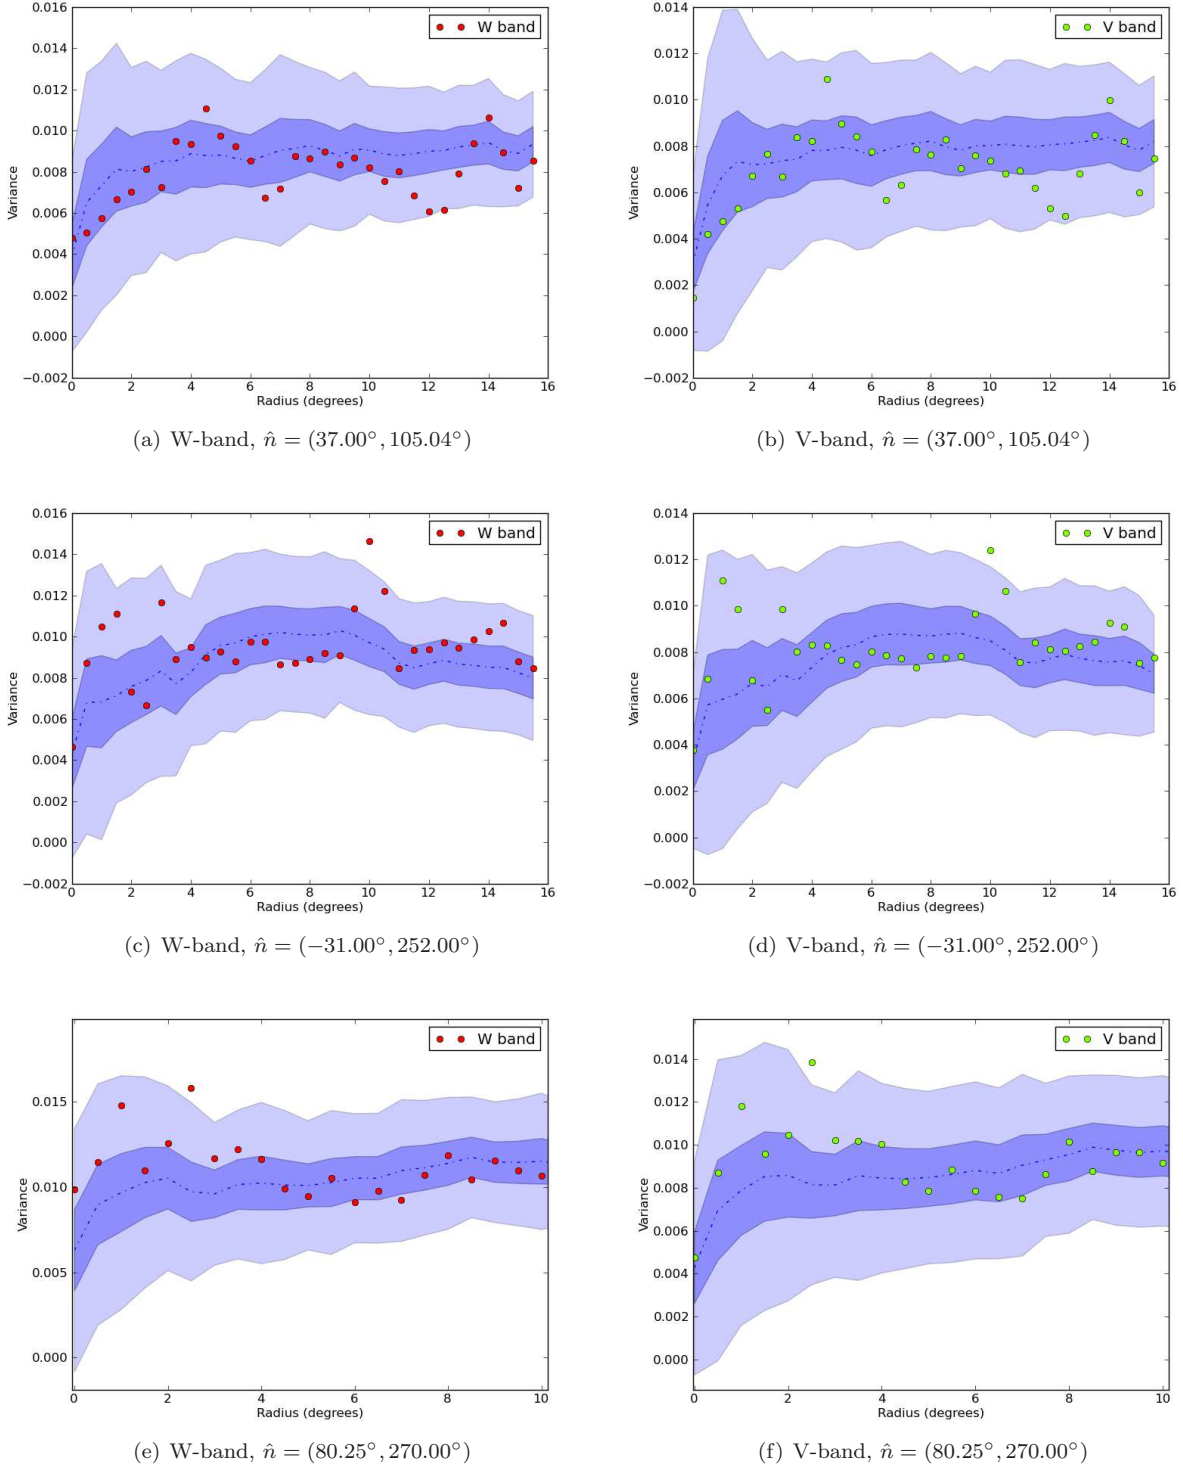 0.016
0.014
0.012
0.010
0.008
0.006
0.004
0.002
0.000
−0.002
Variance
W band
0 2 4 6 8 10 12 14 16
Radius (degrees)
(a) W-band, n̂ = (37.00°, 105.04°)
0.014
0.012
0.010
0.008
0.006
0.004
0.002
0.000
−0.002
Variance
V band
0 2 4 6 8 10 12 14 16
Radius (degrees)
(b) V-band, n̂ = (37.00°, 105.04°)
0.016
0.014
0.012
0.010
0.008
0.006
0.004
0.002
0.000
−0.002
Variance
W band
0 2 4 6 8 10 12 14 16
Radius (degrees)
(c) W-band, n̂ = (−31.00°, 252.00°)
0.014
0.012
0.010
0.008
0.006
0.004
0.002
0.000
−0.002
Variance
V band
0 2 4 6 8 10 12 14 16
Radius (degrees)
(d) V-band, n̂ = (−31.00°, 252.00°)
0.015
0.010
0.005
0.000
Variance
W band
0 2 4 6 8 10
Radius (degrees)
(e) W-band, n̂ = (80.25°, 270.00°)
0.014
0.012
0.010
0.008
0.006
0.004
0.002
0.000
Variance
V band
0 2 4 6 8 10
Radius (degrees)
(f) V-band, n̂ = (80.25°, 270.00°)